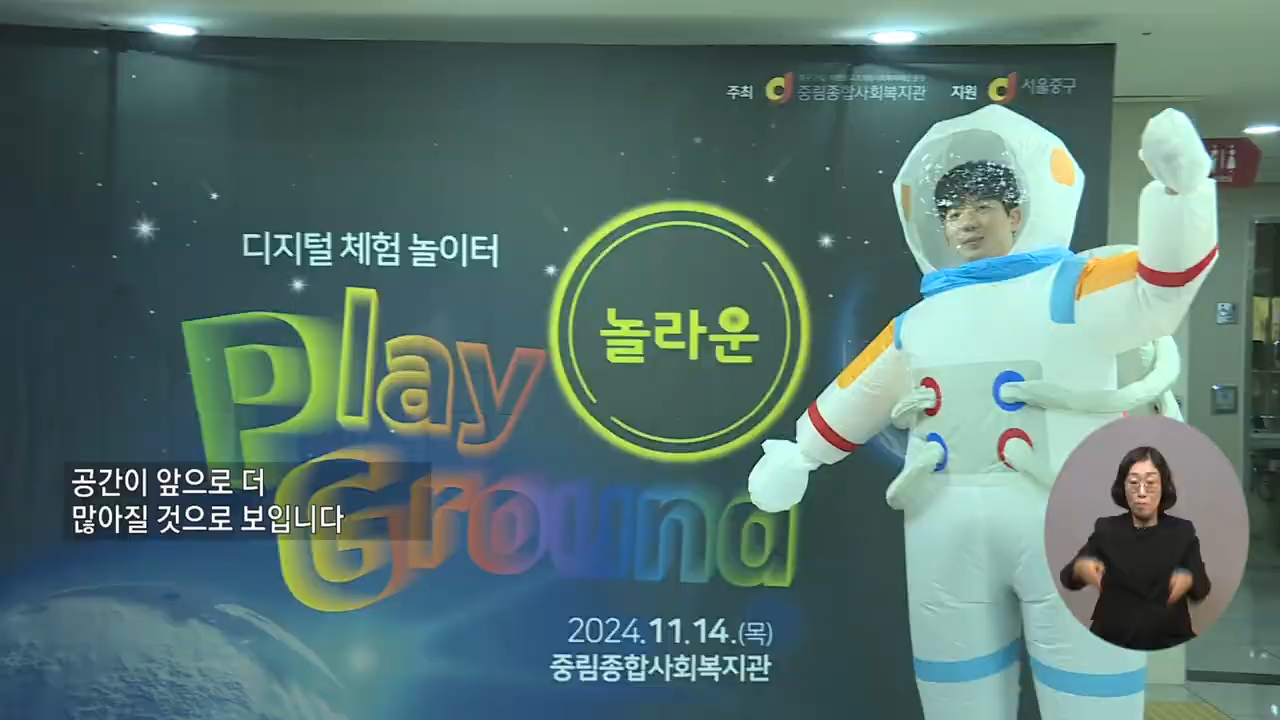 주최 중림종합사회복지관 지원 서울중구
디지털 체험 놀이터
놀라운
Play
Ground
공간이 앞으로 더
많아질 것으로 보입니다
2024.11.14.(목)
중림종합사회복지관